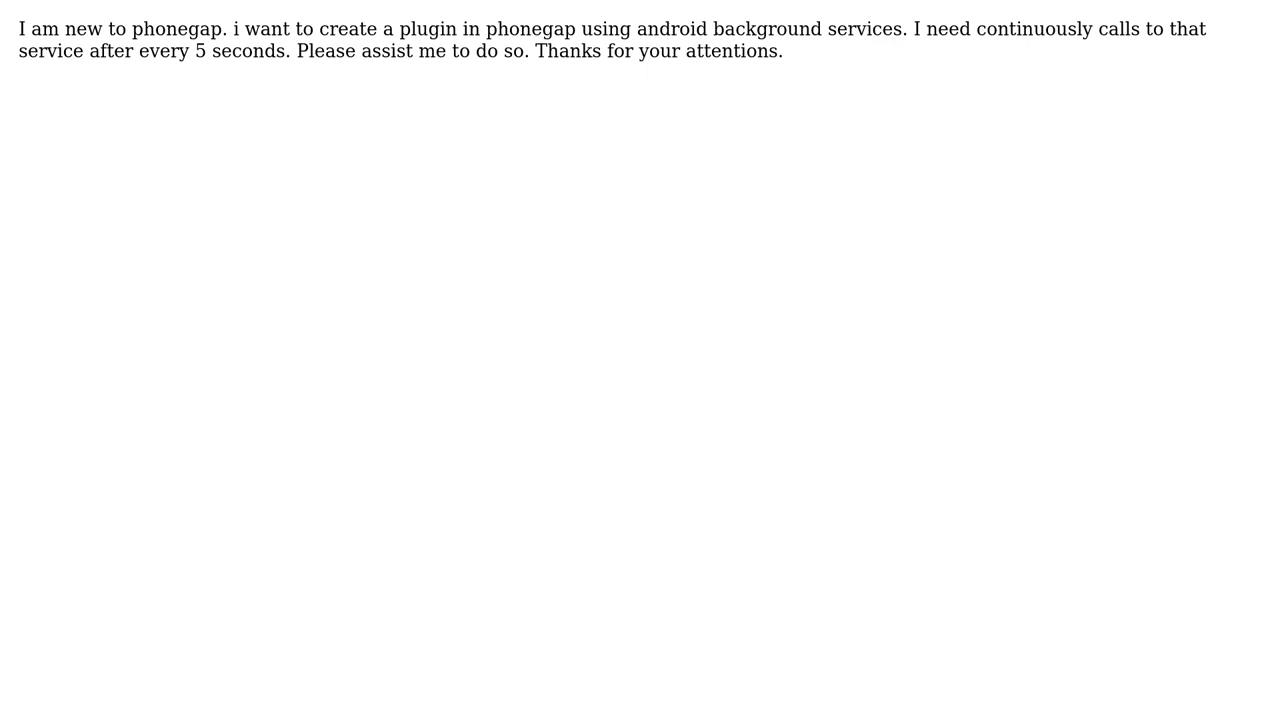 I am new to phonegap. i want to create a plugin in phonegap using android background services. I need continuously calls to that
service after every 5 seconds. Please assist me to do so. Thanks for your attentions.